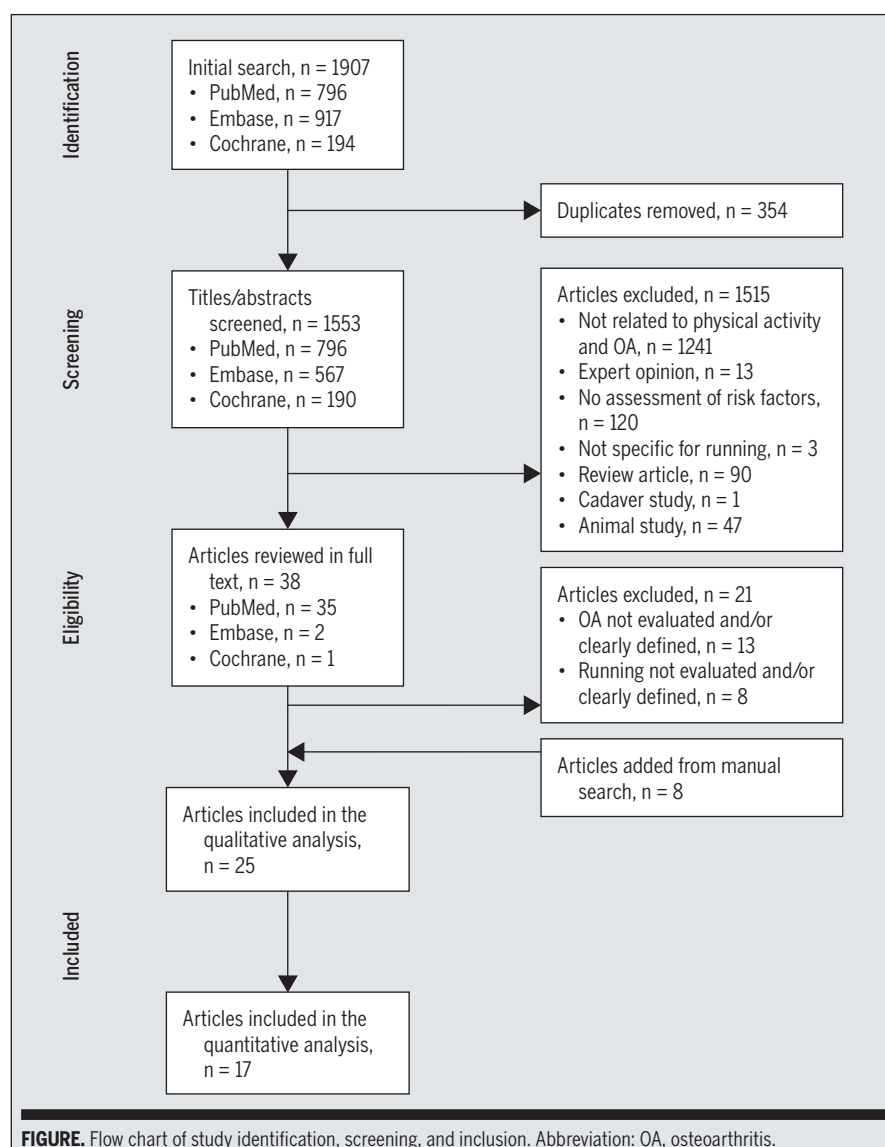 Identification
Initial search, n = 1907
• PubMed, n = 796
• Embase, n = 917
• Cochrane, n = 194
Duplicates removed, n = 354
Screening
Titles/abstracts
screened, n = 1553
• PubMed, n = 796
• Embase, n = 567
• Cochrane, n = 190
Articles excluded, n = 1515
• Not related to physical activity
and OA, n = 1241
• Expert opinion, n = 13
• No assessment of risk factors,
n = 120
• Not specific for running, n = 3
• Review article, n = 90
• Cadaver study, n = 1
• Animal study, n = 47
Eligibility
Articles reviewed in full
text, n = 38
• PubMed, n = 35
• Embase, n = 2
• Cochrane, n = 1
Articles excluded, n = 21
• OA not evaluated and/or
clearly defined, n = 13
• Running not evaluated and/or
clearly defined, n = 8
Articles added from manual
search, n = 8
Articles included in the
qualitative analysis,
n = 25
Included
Articles included in the
quantitative analysis,
n = 17
FIGURE. Flow chart of study identification, screening, and inclusion. Abbreviation: OA, osteoarthritis.